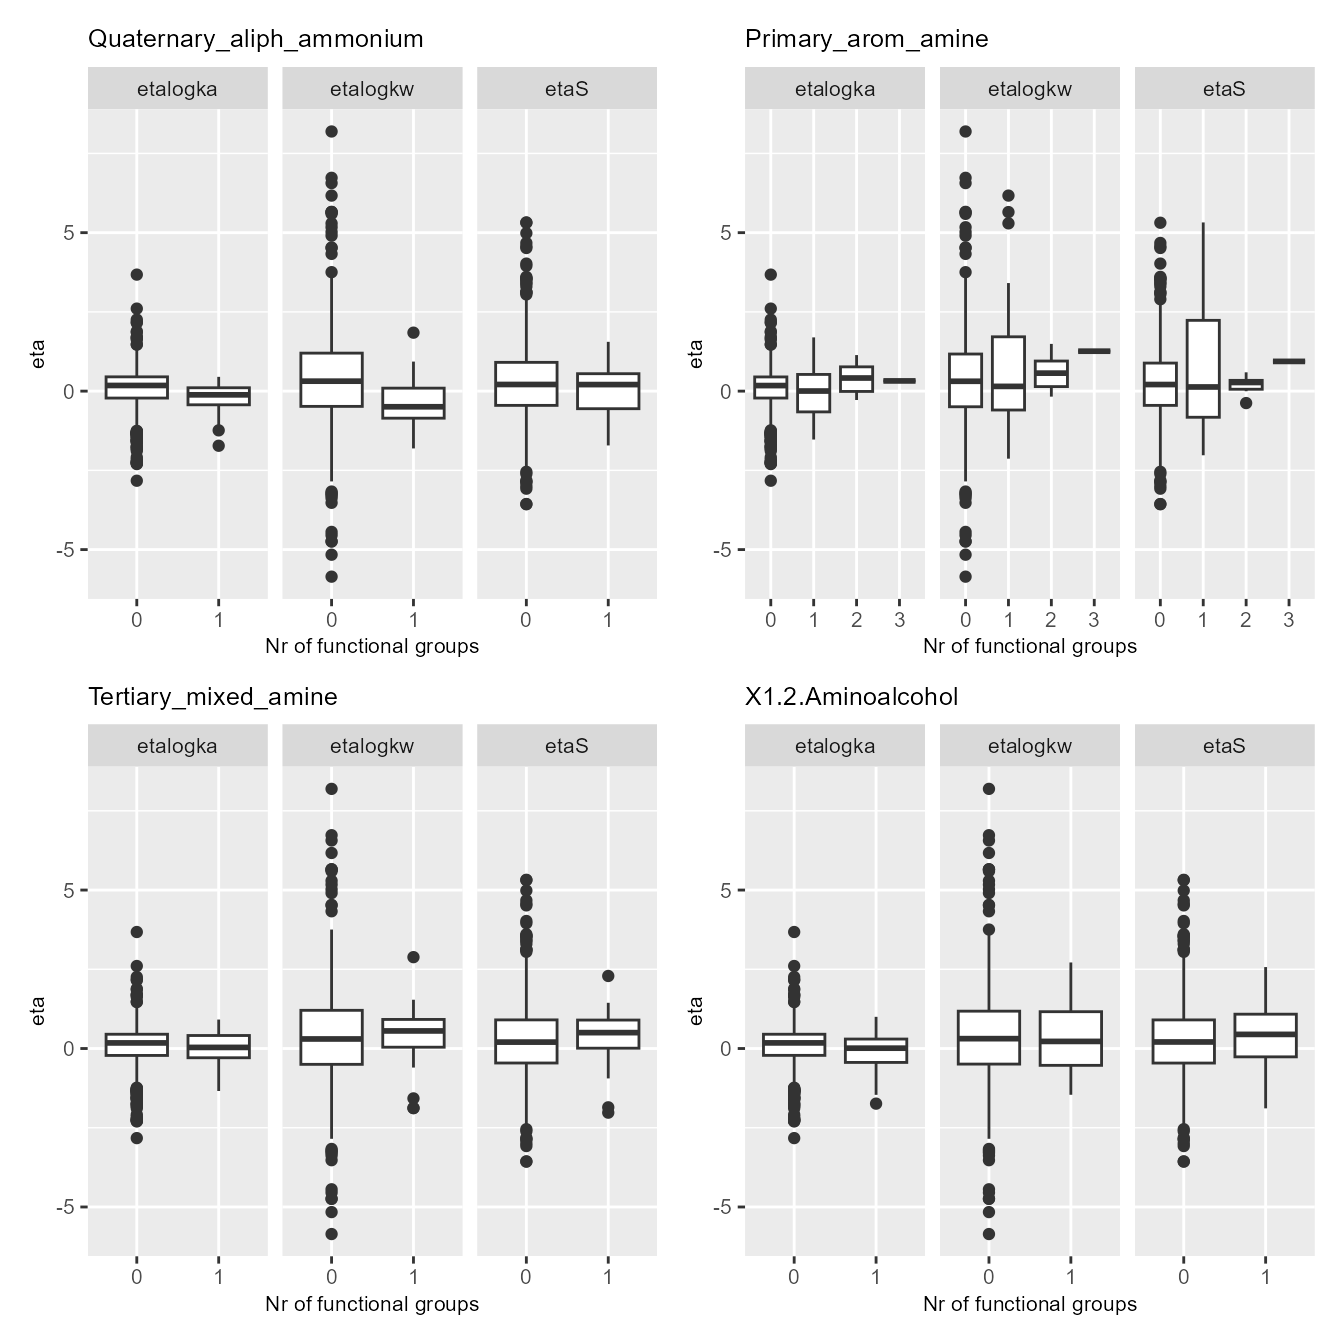 Quaternary_aliph_ammonium
etalogka etalogkw etaS
eta
5
0
-5
0 1 0 1 0 1
Nr of functional groups
Primary_arom_amine
etalogka etalogkw etaS
eta
5
0
-5
0 1 2 3 0 1 2 3 0 1 2 3
Nr of functional groups
Tertiary_mixed_amine
etalogka etalogkw etaS
eta
5
0
-5
0 1 0 1 0 1
Nr of functional groups
X1.2.Aminoalcohol
etalogka etalogkw etaS
eta
5
0
-5
0 1 0 1 0 1
Nr of functional groups